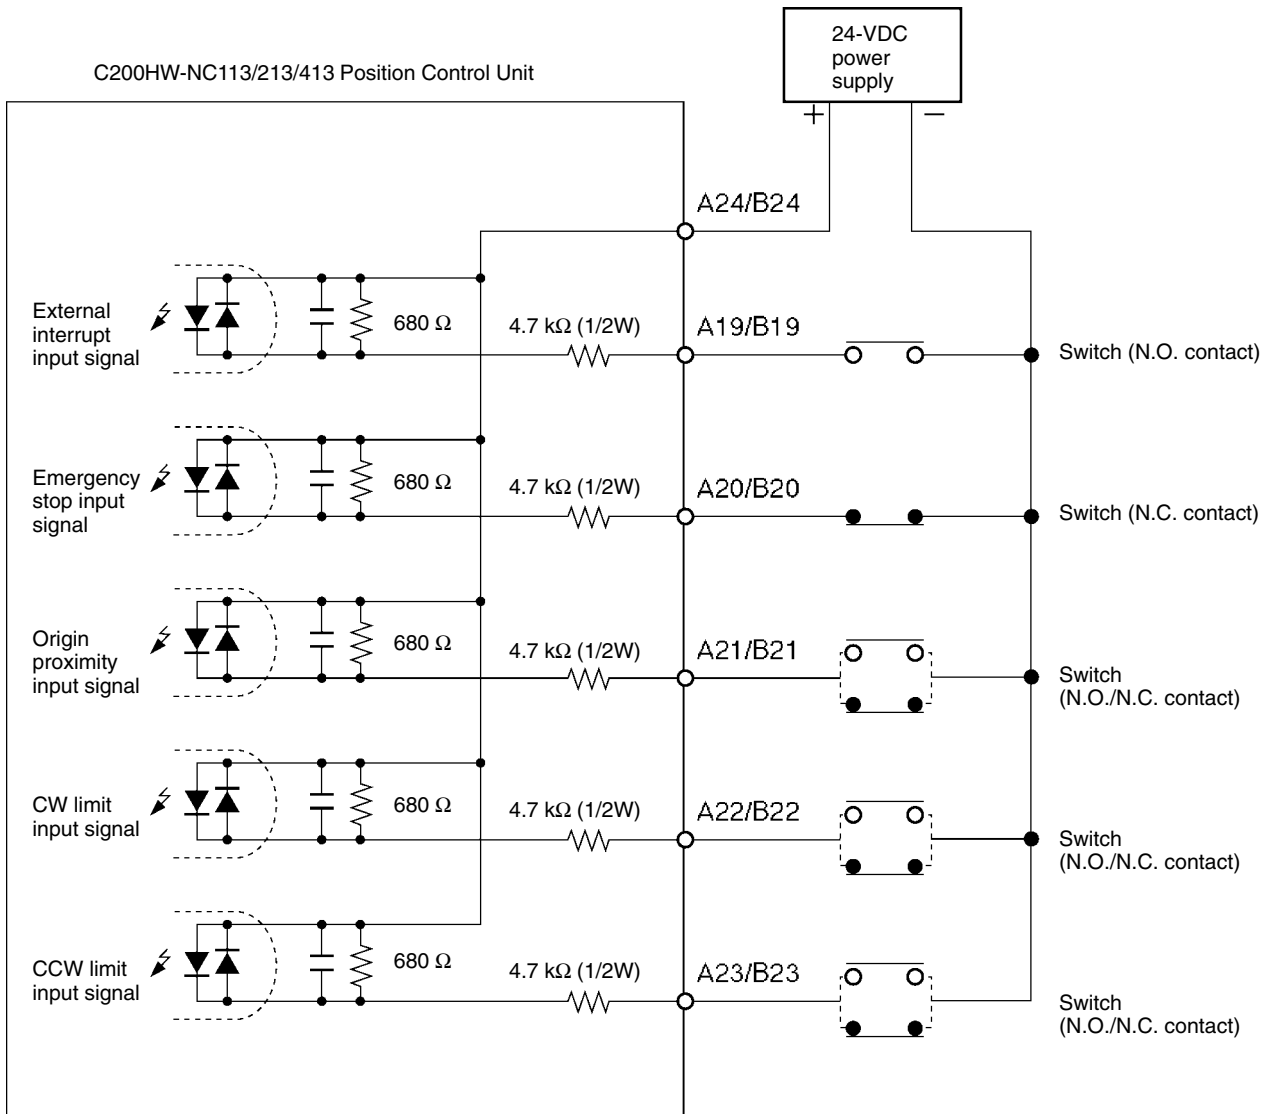 24-VDC
power
supply
C200HW-NC113/213/413 Position Control Unit
+
−
A24/B24
External
interrupt
input signal
680 Ω
4.7 kΩ (1/2W)
A19/B19
Switch (N.O. contact)
Emergency
stop input
signal
680 Ω
4.7 kΩ (1/2W)
A20/B20
Switch (N.C. contact)
Origin
proximity
input signal
680 Ω
4.7 kΩ (1/2W)
A21/B21
Switch
(N.O./N.C. contact)
CW limit
input signal
680 Ω
4.7 kΩ (1/2W)
A22/B22
Switch
(N.O./N.C. contact)
CCW limit
input signal
680 Ω
4.7 kΩ (1/2W)
A23/B23
Switch
(N.O./N.C. contact)